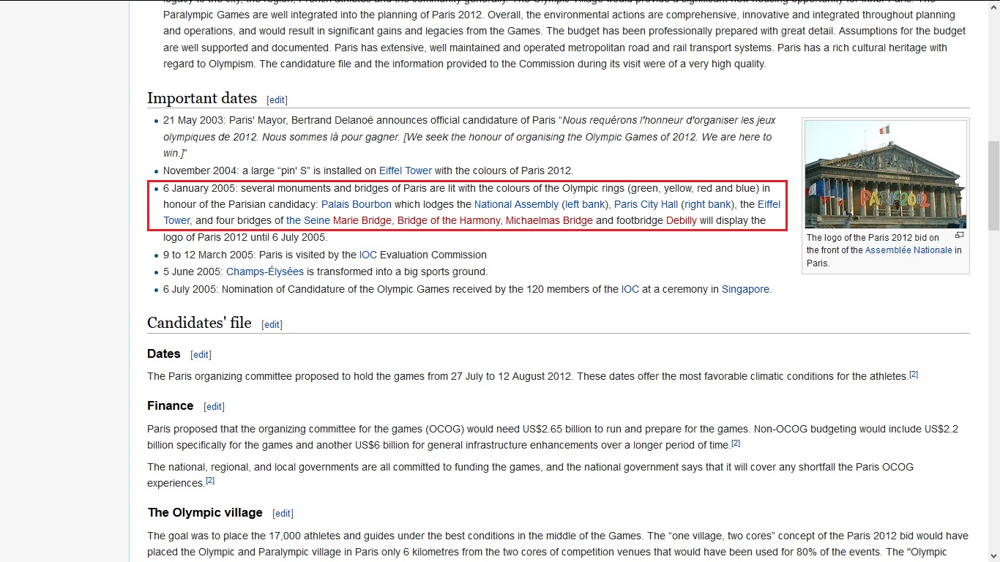 Paralympic Games are well integrated into the planning of Paris 2012. Overall, the environmental actions are comprehensive, innovative and integrated throughout planning
and operations, and would result in significant gains and legacies from the Games. The budget has been professionally prepared with great detail. Assumptions for the budget
are well supported and documented. Paris has extensive, well maintained and operated metropolitan road and rail transport systems. Paris has a rich cultural heritage with
regard to Olympism. The candidature file and the information provided to the Commission during its visit were of a very high quality.
Important dates [edit]
• 21 May 2003: Paris' Mayor, Bertrand Delanoë announces official candidature of Paris “Nous requérons l'honneur d'organiser les jeux
olympiques de 2012. Nous sommes là pour gagner. [We seek the honour of organising the Olympic Games of 2012. We are here to
win.]”
• November 2004: a large “pin' S” is installed on Eiffel Tower with the colours of Paris 2012.
• 6 January 2005: several monuments and bridges of Paris are lit with the colours of the Olympic rings (green, yellow, red and blue) in
honour of the Parisian candidacy: Palais Bourbon which lodges the National Assembly (left bank), Paris City Hall (right bank), the Eiffel
Tower, and four bridges of the Seine Marie Bridge, Bridge of the Harmony, Michaelmas Bridge and footbridge Debilly will display the
logo of Paris 2012 until 6 July 2005.
• 9 to 12 March 2005: Paris is visited by the IOC Evaluation Commission
• 5 June 2005: Champs-Élysées is transformed into a big sports ground.
• 6 July 2005: Nomination of Candidature of the Olympic Games received by the 120 members of the IOC at a ceremony in Singapore.
PARIS2012
The logo of the Paris 2012 bid on
the front of the Assemblée Nationale in
Paris.
Candidates' file [edit]
Dates [edit]
The Paris organizing committee proposed to hold the games from 27 July to 12 August 2012. These dates offer the most favorable climatic conditions for the athletes.[2]
Finance [edit]
Paris proposed that the organizing committee for the games (OCOG) would need US$2.65 billion to run and prepare for the games. Non-OCOG budgeting would include US$2.2
billion specifically for the games and another US$6 billion for general infrastructure enhancements over a longer period of time.[2]
The national, regional, and local governments are all committed to funding the games, and the national government says that it will cover any shortfall the Paris OCOG
experiences.[2]
The Olympic village [edit]
The goal was to place the 17,000 athletes and guides under the best conditions in the middle of the Games. The “one village, two cores” concept of the Paris 2012 bid would have
placed the Olympic and Paralympic village in Paris only 6 kilometres from the two cores of competition venues that would have been used for 80% of the events. The "Olympic